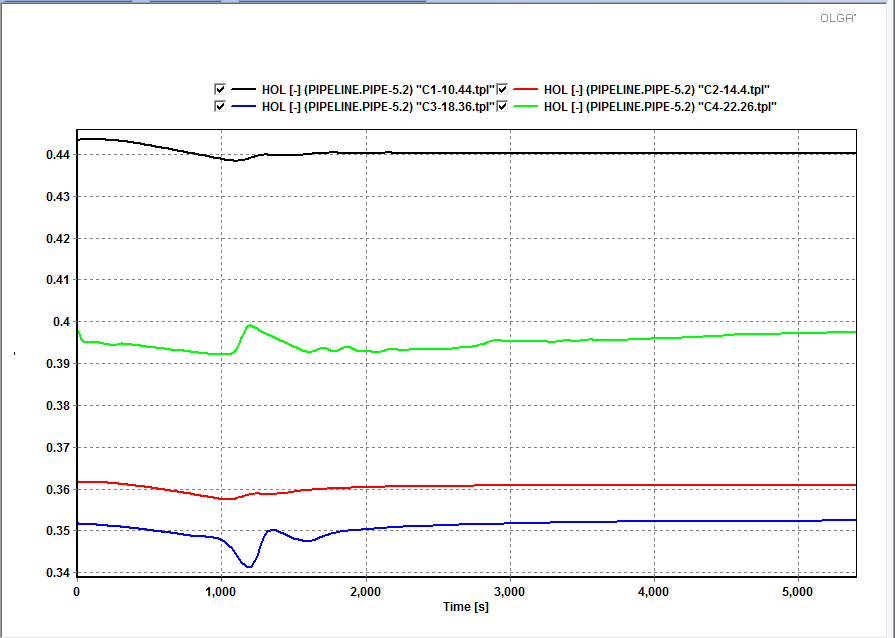 OLGA
HOL [-] (PIPELINE.PIPE-5.2) "C1-10.44.tpl" HOL [-] (PIPELINE.PIPE-5.2) "C2-14.4.tpl"
HOL [-] (PIPELINE.PIPE-5.2) "C3-18.36.tpl" HOL [-] (PIPELINE.PIPE-5.2) "C4-22.26.tpl"
0.44
0.43
0.42
0.41
0.4
0.39
0.38
0.37
0.36
0.35
0.34
0 1,000 2,000 3,000 4,000 5,000
Time [s]